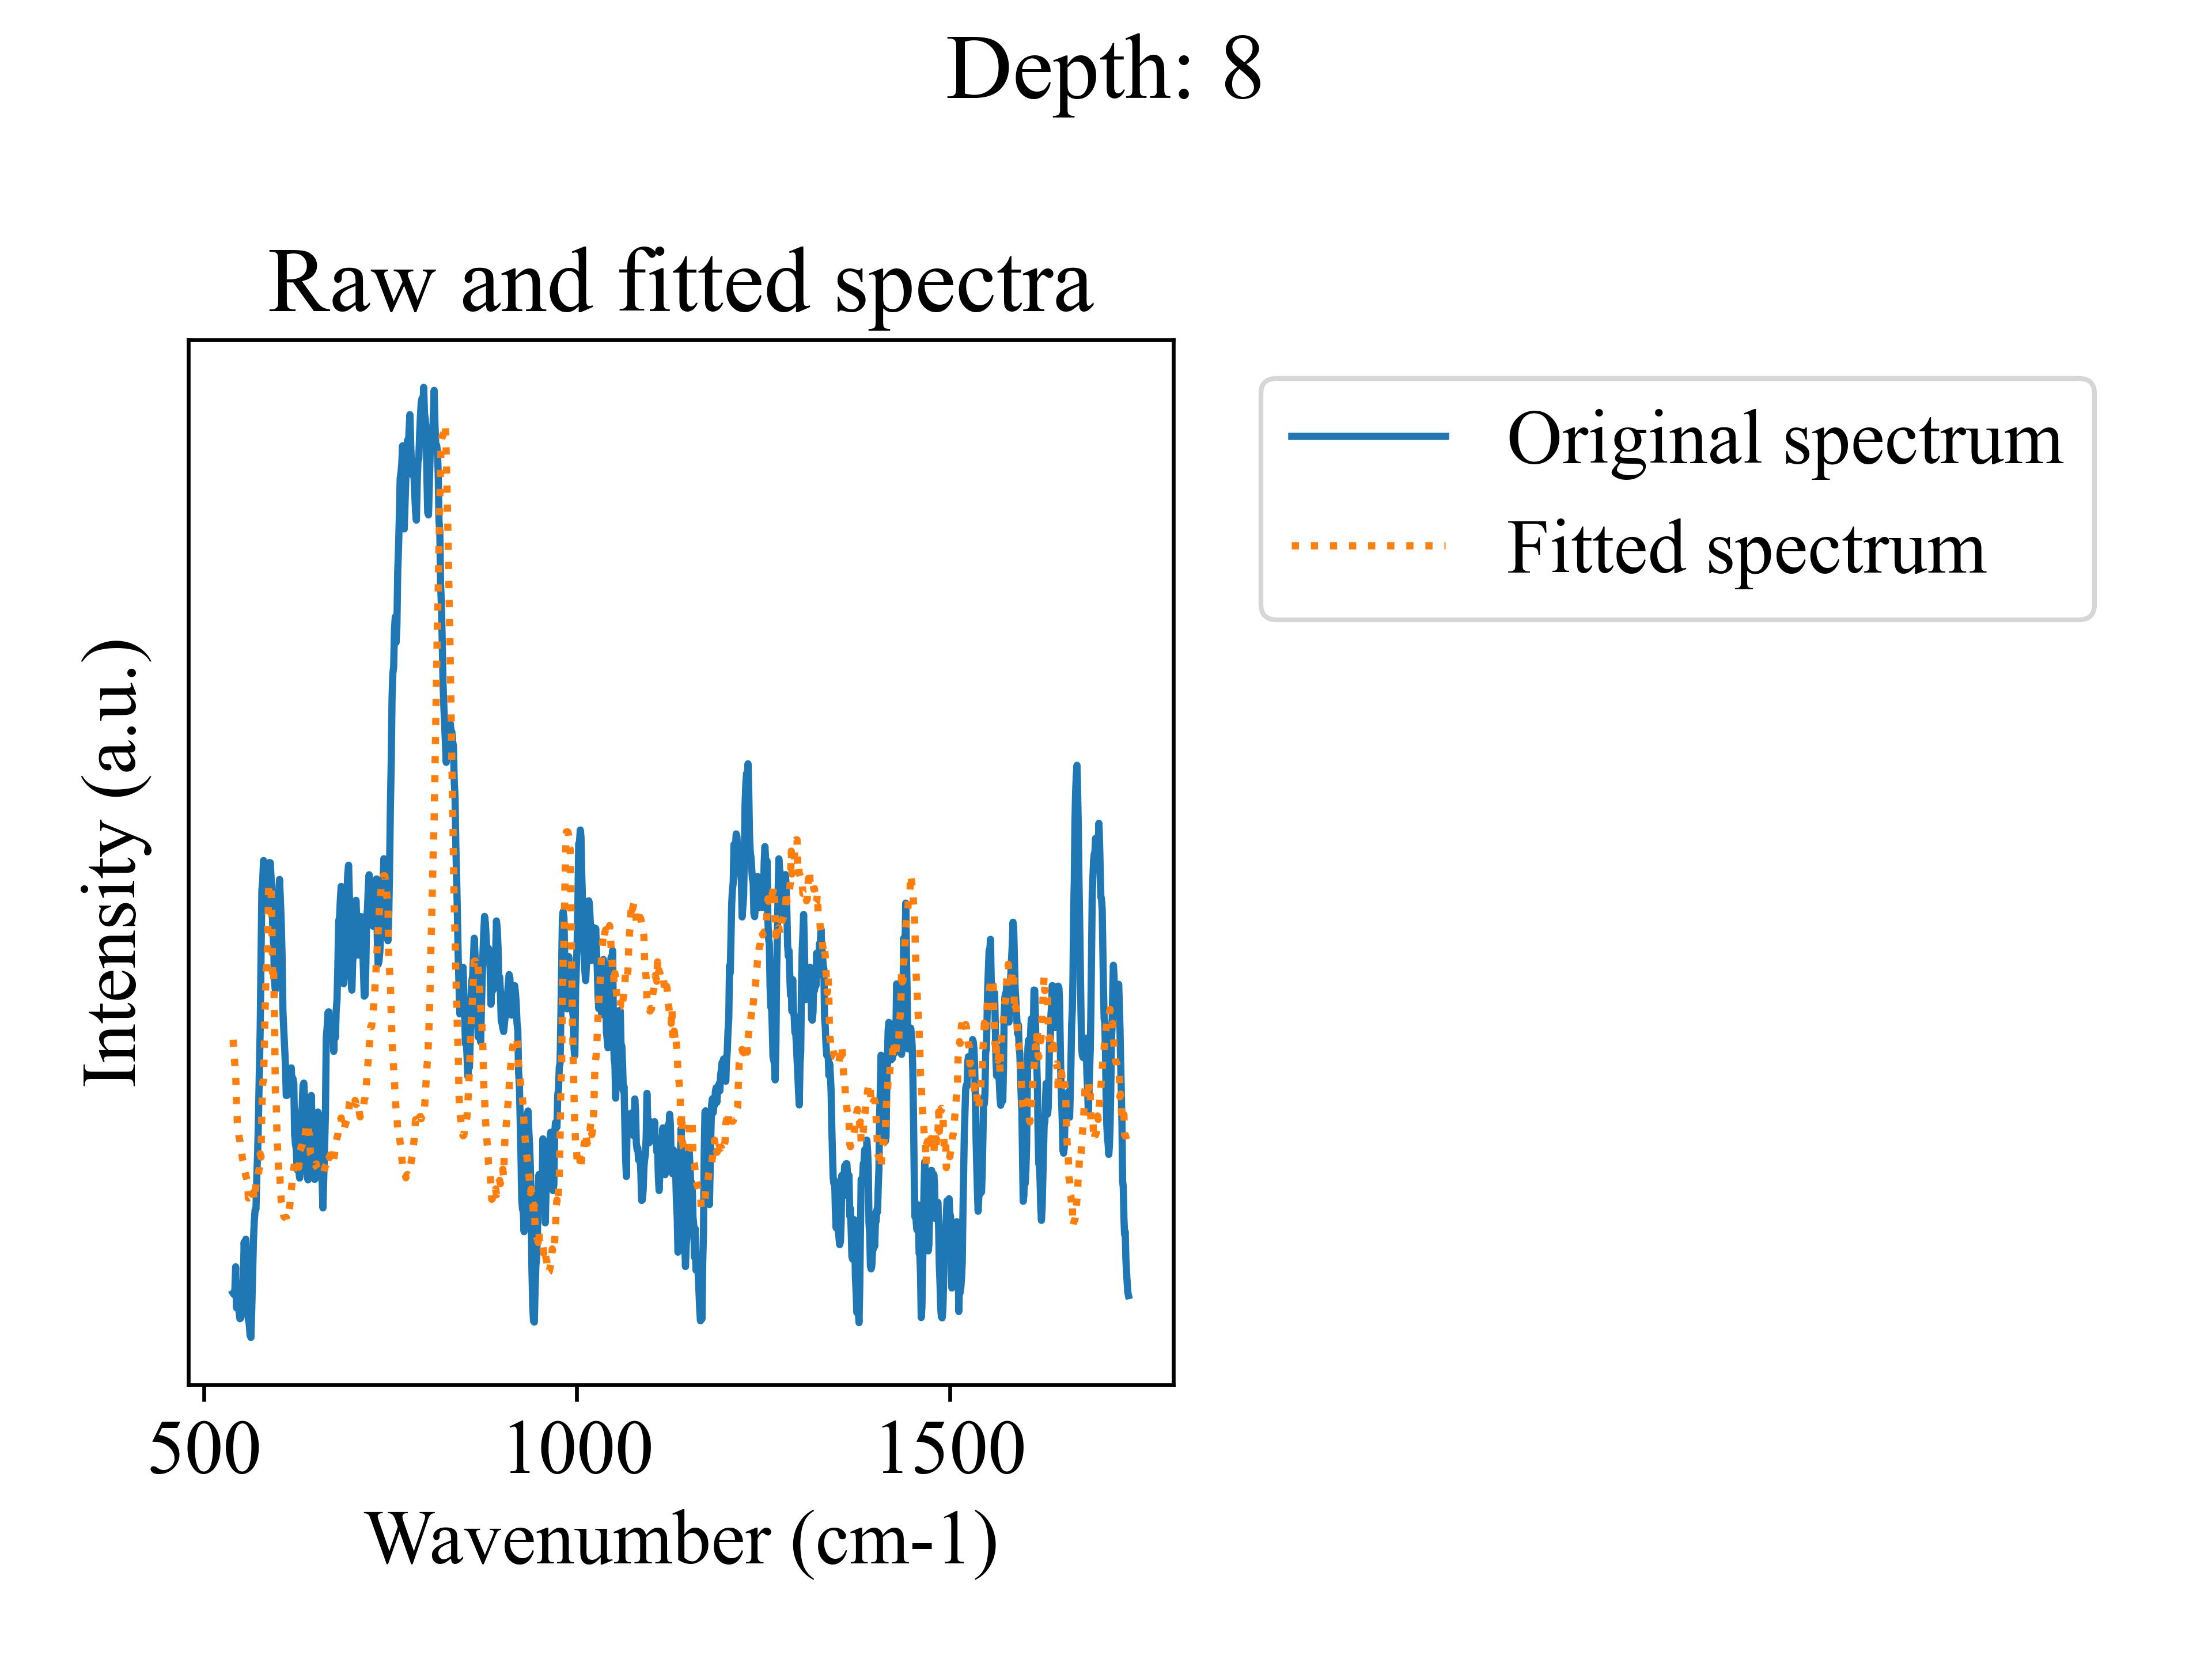 Depth: 8
Raw and fitted spectra
Original spectrum
Fitted spectrum
Intensity (a.u.)
500 1000 1500
Wavenumber (cm-1)